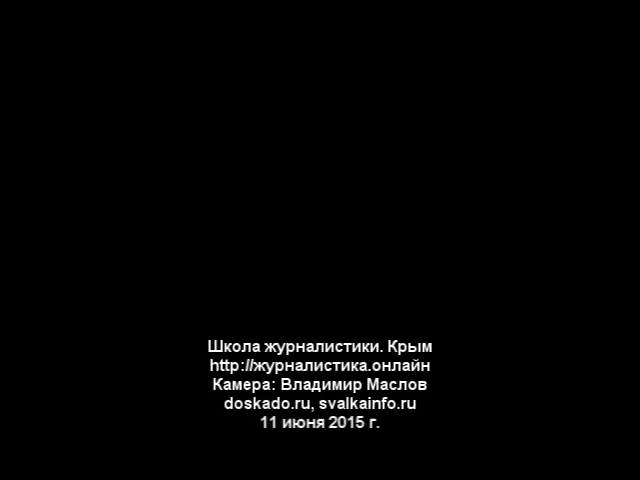 Школа журналистики. Крым
http://журналистика.онлайн
Камера: Владимир Маслов
doskado.ru, svalkainfo.ru
11 июня 2015 г.